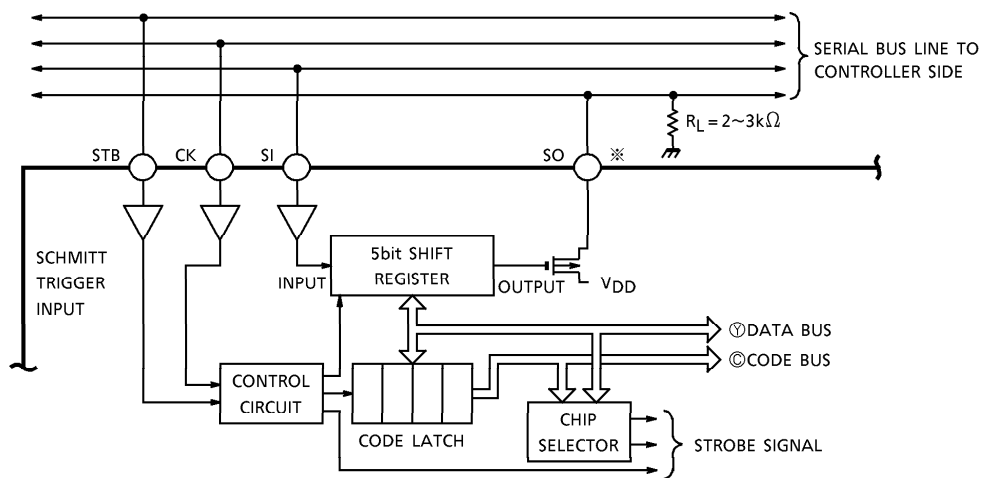 SERIAL BUS LINE TO
CONTROLLER SIDE
RL = 2~3kΩ
STB
CK
SI
SO
※
SCHMITT
TRIGGER
INPUT
5bit SHIFT
REGISTER
INPUT
OUTPUT
VDD
ⓎDATA BUS
ⒸCODE BUS
CONTROL
CIRCUIT
CODE LATCH
CHIP
SELECTOR
STROBE SIGNAL